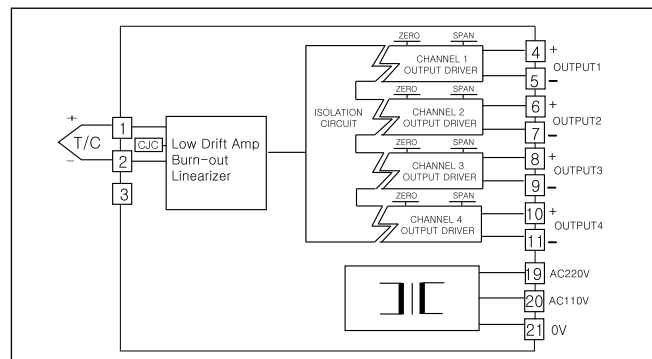 ZERO SPAN
CHANNEL 1
OUTPUT DRIVER
4 +
5 −
OUTPUT1
ZERO SPAN
CHANNEL 2
OUTPUT DRIVER
6 +
7 −
OUTPUT2
ISOLATION
CIRCUIT
ZERO SPAN
CHANNEL 3
OUTPUT DRIVER
8 +
9 −
OUTPUT3
ZERO SPAN
CHANNEL 4
OUTPUT DRIVER
10 +
11 −
OUTPUT4
+
T/C
−
1
2
3
CJC
Low Drift Amp
Burn-out
Linearizer
19 AC220V
20 AC110V
21 0V